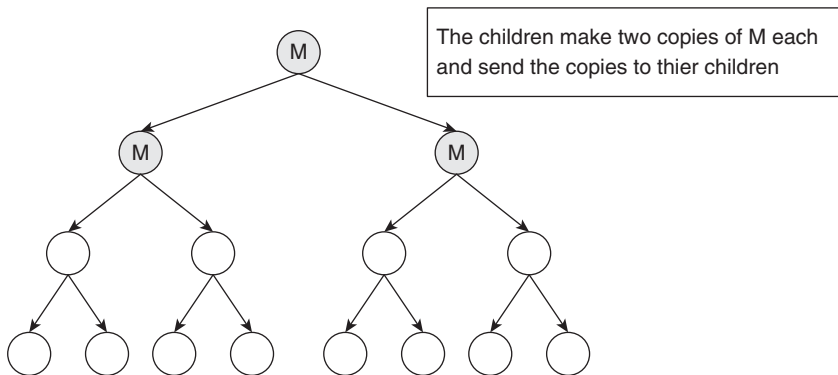 M
The children make two copies of M each
and send the copies to thier children
M
M